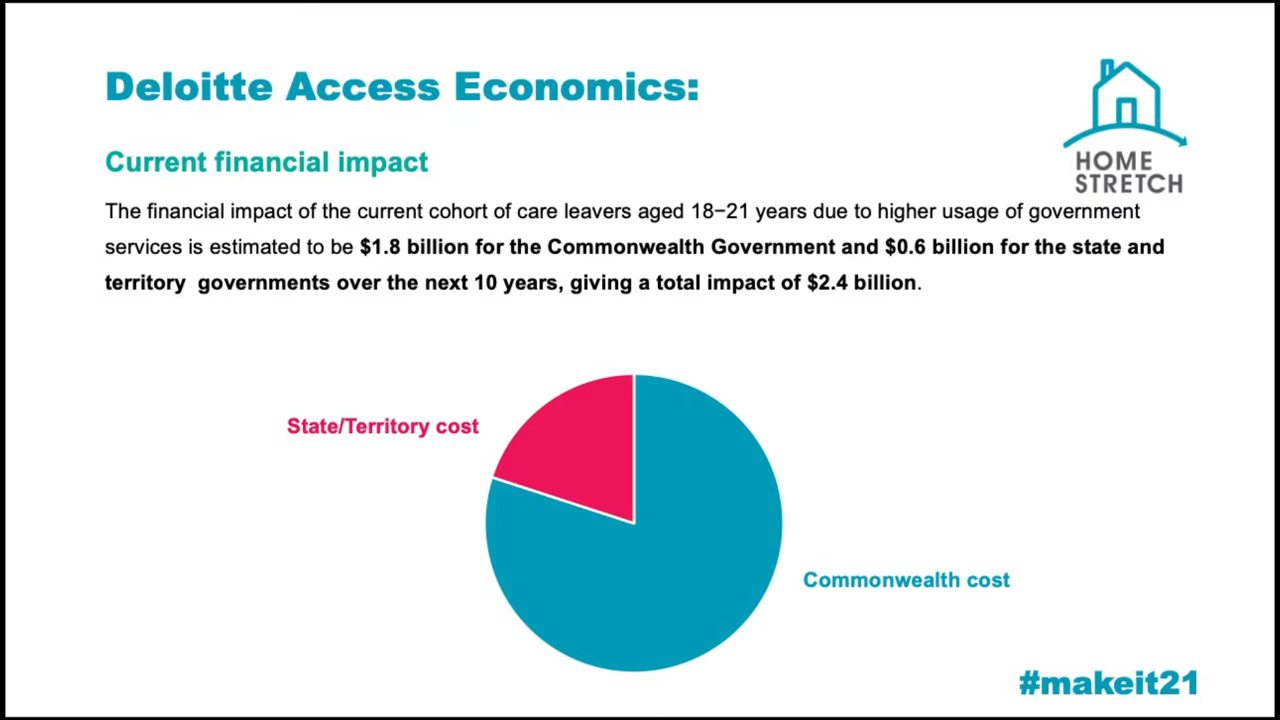 Deloitte Access Economics:
HOME
STRETCH
Current financial impact
The financial impact of the current cohort of care leavers aged 18−21 years due to higher usage of government
services is estimated to be $1.8 billion for the Commonwealth Government and $0.6 billion for the state and
territory  governments over the next 10 years, giving a total impact of $2.4 billion.
State/Territory cost
Commonwealth cost
#makeit21